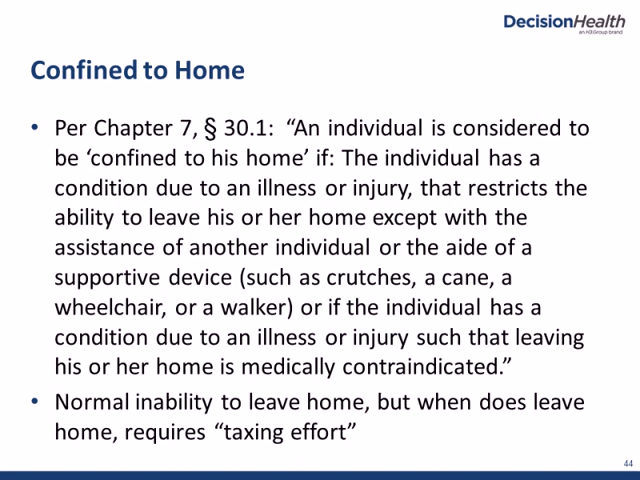 DecisionHealth
an H3.Group brand
Confined to Home
• Per Chapter 7, § 30.1: “An individual is considered to
be ‘confined to his home’ if: The individual has a
condition due to an illness or injury, that restricts the
ability to leave his or her home except with the
assistance of another individual or the aide of a
supportive device (such as crutches, a cane, a
wheelchair, or a walker) or if the individual has a
condition due to an illness or injury such that leaving
his or her home is medically contraindicated.”
• Normal inability to leave home, but when does leave
home, requires “taxing effort”
44